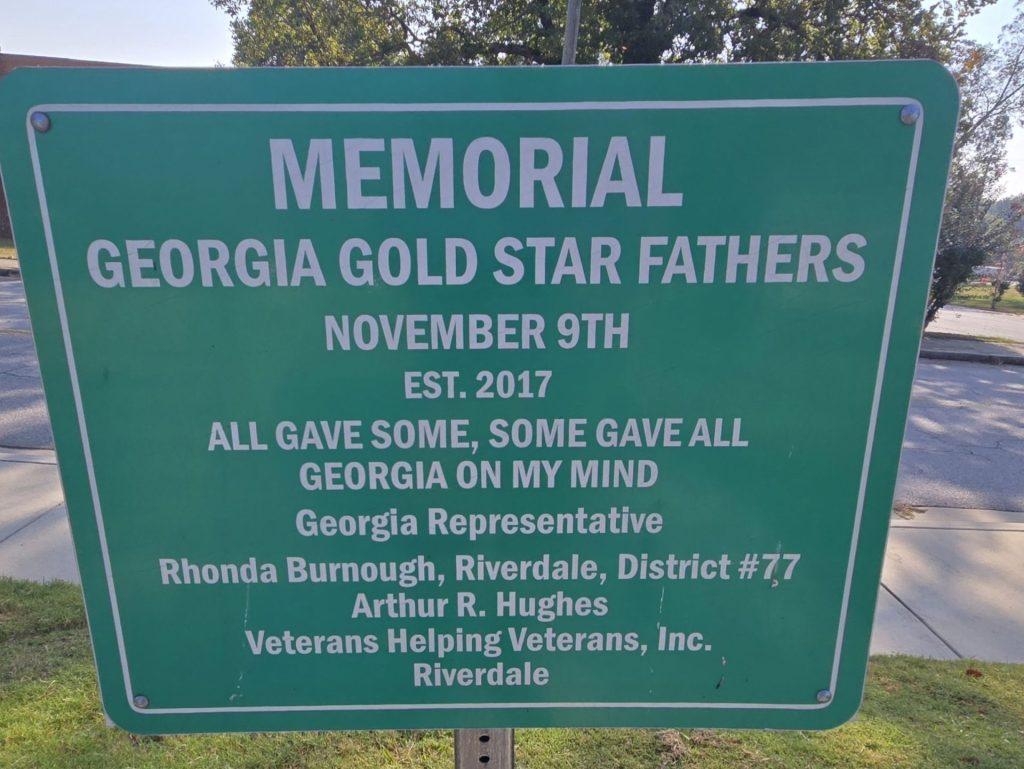 MEMORIAL
GEORGIA GOLD STAR FATHERS
NOVEMBER 9TH
EST. 2017
ALL GAVE SOME, SOME GAVE ALL
GEORGIA ON MY MIND
Georgia Representative
Rhonda Burnough, Riverdale, District #77
Arthur R. Hughes
Veterans Helping Veterans, Inc.
Riverdale